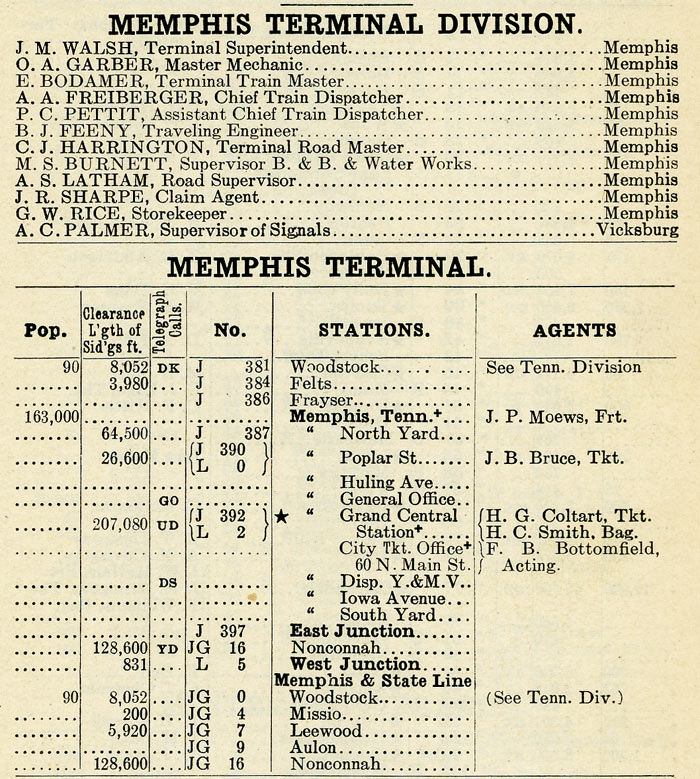 MEMPHIS TERMINAL DIVISION.
J. M. WALSH, Terminal Superintendent........Memphis
O. A. GARBER, Master Mechanic........Memphis
E. BODAMER, Terminal Train Master........Memphis
A. A. FREIBERGER, Chief Train Dispatcher........Memphis
P. C. PETTIT, Assistant Chief Train Dispatcher........Memphis
B. J. FEENY, Traveling Engineer........Memphis
C. J. HARRINGTON, Terminal Road Master........Memphis
M. S. BURNETT, Supervisor B. & B. & Water Works........Memphis
A. S. LATHAM, Road Supervisor........Memphis
J. R. SHARPE, Claim Agent........Memphis
G. W. RICE, Storekeeper........Memphis
A. C. PALMER, Supervisor of Signals........Vicksburg
MEMPHIS TERMINAL.
Pop. Clearance L'gth of Sid'gs ft. Telegraph Calls. No. STATIONS. AGENTS
90 8,052 DK J 381 Woodstock........ See Tenn. Division
........ 3,980 .... J 384 Felts........
........ ........ .... J 386 Frayser........
163,000 ........ .... ........ Memphis, Tenn.+.... J. P. Moews, Frt.
........ 64,500 .... J 387 “ North Yard....
........ 26,600 .... {J 390 L 0} “ Poplar St....... J. B. Bruce, Tkt.
........ ........ .... ........ “ Huling Ave.....
........ ........ GO ........ “ General Office..
........ 207,080 UD {J 392 L 2} ★ “ Grand Central {H. G. Coltart, Tkt.
Station+...... {H. C. Smith, Bag.
City Tkt. Office+ {F. B. Bottomfield,
60 N. Main St. Acting.
........ ........ DS ........ “ Disp. Y.&M.V..
........ ........ .... ........ “ Iowa Avenue...
........ ........ .... ........ “ South Yard....
........ ........ .... J 397 East Junction.......
........ 128,600 YD JG 16 Nonconnah........
........ 831 .... L 5 West Junction.......
Memphis & State Line
90 8,052 .... JG 0 Woodstock........ (See Tenn. Div.)
........ 200 .... JG 4 Missio........
........ 5,920 .... JG 7 Leewood........
........ ........ .... JG 9 Aulon........
........ 128,600 .... JG 16 Nonconnah........